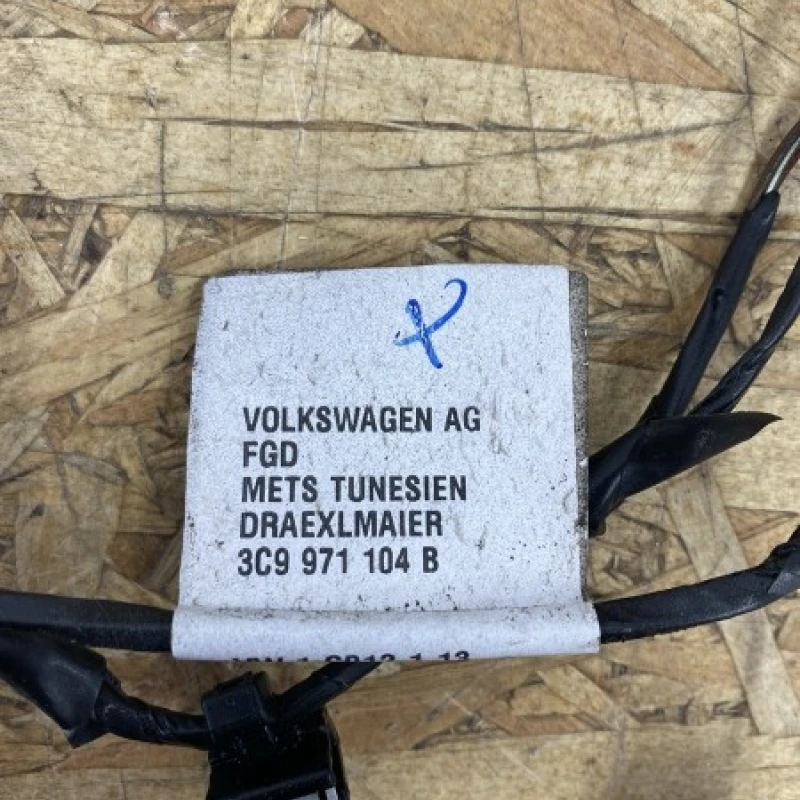 VOLKSWAGEN AG
FGD
METS TUNESIEN
DRAEXLMAIER
3C9 971 104 B